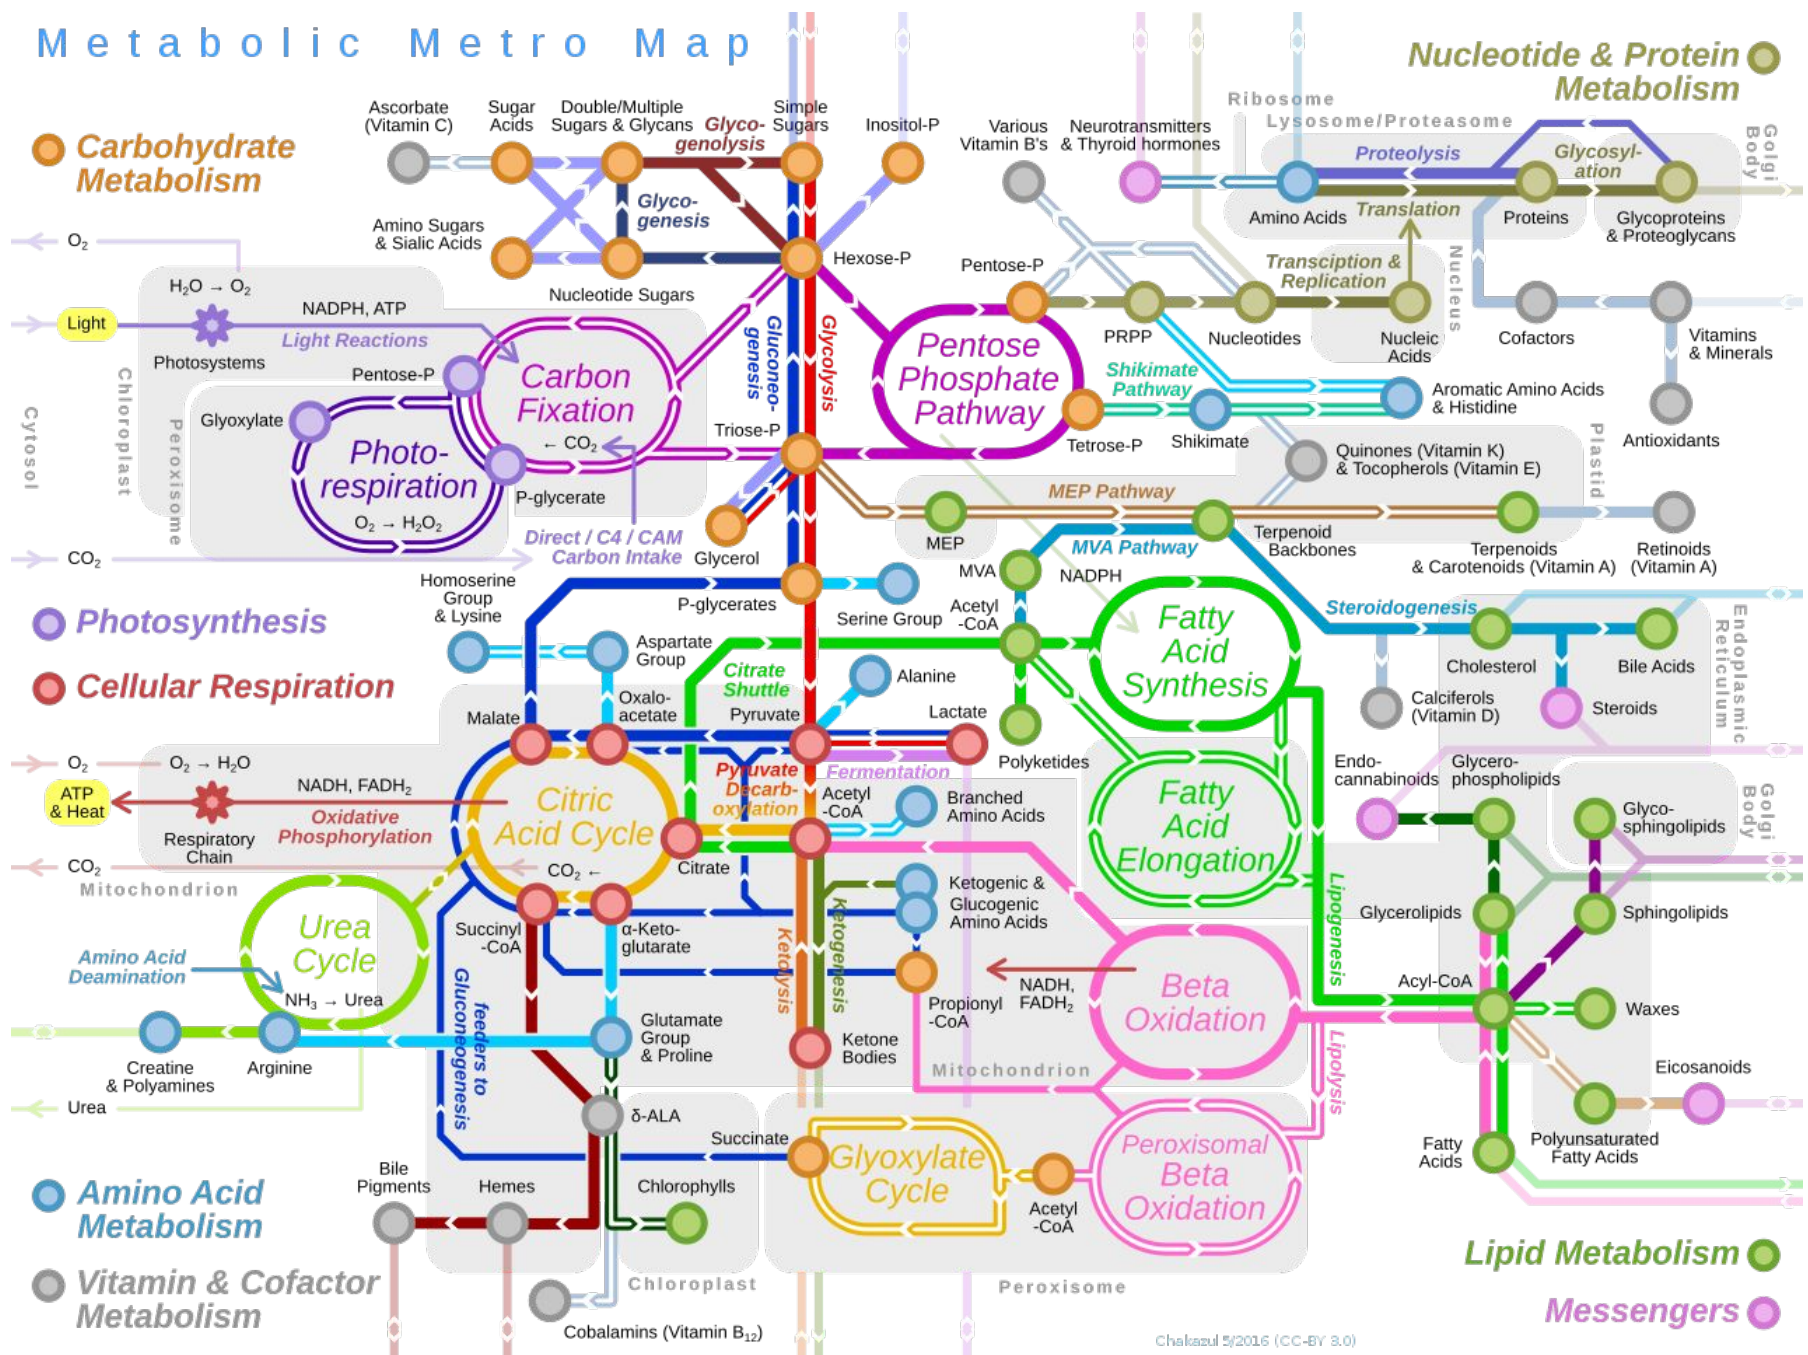 Metabolic Metro Map
Nucleotide & Protein
Metabolism
Carbohydrate
Metabolism
Ascorbate
(Vitamin C)
Sugar
Acids
Double/Multiple
Sugars & Glycans
Glyco-
genolysis
Simple
Sugars
Inositol-P
Various
Vitamin B's
Neurotransmitters
& Thyroid hormones
Ribosome
Lysosome/Proteasome
Golgi
Body
Proteolysis
Glycosyl-
ation
Glyco-
genesis
Amino Sugars
& Sialic Acids
Nucleotide Sugars
Hexose-P
Amino Acids
Translation
Proteins
Glycoproteins
& Proteoglycans
Transciption &
Replication
Nucleus
Pentose-P
PRPP
Nucleotides
Nucleic
Acids
Cofactors
Vitamins
& Minerals
Antioxidants
O₂
H₂O → O₂
Light
NADPH, ATP
Light Reactions
Photosystems
Pentose-P
Glyoxylate
Chloroplast
Peroxisome
Cytosol
Carbon
Fixation
← CO₂
Photo-
respiration
O₂ → H₂O₂
P-glycerate
Direct / C4 / CAM
Carbon Intake
CO₂
Gluconeo-
genesis
Glycolysis
Triose-P
Glycerol
Pentose
Phosphate
Pathway
Shikimate
Pathway
Tetrose-P
Shikimate
Aromatic Amino Acids
& Histidine
Quinones (Vitamin K)
& Tocopherols (Vitamin E)
Plastid
MEP Pathway
MEP
MVA Pathway
Terpenoid
Backbones
Terpenoids
& Carotenoids (Vitamin A)
Retinoids
(Vitamin A)
MVA
NADPH
Photosynthesis
Cellular Respiration
Homoserine
Group
& Lysine
Aspartate
Group
P-glycerates
Serine Group
Acetyl
-CoA
Citrate
Shuttle
Alanine
Fatty
Acid
Synthesis
Steroidogenesis
Cholesterol
Bile Acids
Endoplasmic
Reticulum
Calciferols
(Vitamin D)
Steroids
Malate
Oxalo-
acetate
Pyruvate
Lactate
Polyketides
Fermentation
Pyruvate
Decarb-
oxylation
Acetyl
-CoA
Branched
Amino Acids
Fatty
Acid
Elongation
Endo-
cannabinoids
Glycero-
phospholipids
Glyco-
sphingolipids
Golgi
Body
O₂
O₂ → H₂O
ATP
& Heat
NADH, FADH₂
Oxidative
Phosphorylation
Respiratory
Chain
CO₂
Mitochondrion
Citric
Acid Cycle
CO₂ ←
Citrate
Ketogenic &
Glucogenic
Amino Acids
Lipogenesis
Glycerolipids
Sphingolipids
Urea
Cycle
Amino Acid
Deamination
NH₃ → Urea
Succinyl
-CoA
α-Keto-
glutarate
Ketolysis
Ketogenesis
Propionyl
-CoA
NADH,
FADH₂
Beta
Oxidation
Acyl-CoA
Waxes
feeders to
Gluconeogenesis
Glutamate
Group
& Proline
Ketone
Bodies
Mitochondrion
Lipolysis
Eicosanoids
Creatine
& Polyamines
Arginine
Urea
δ-ALA
Succinate
Glyoxylate
Cycle
Acetyl
-CoA
Peroxisomal
Beta
Oxidation
Fatty
Acids
Polyunsaturated
Fatty Acids
Amino Acid
Metabolism
Bile
Pigments
Hemes
Chlorophylls
Vitamin & Cofactor
Metabolism
Chloroplast
Peroxisome
Cobalamins (Vitamin B₁₂)
Lipid Metabolism
Messengers
Chakazul 5/2016 (CC-BY 3.0)